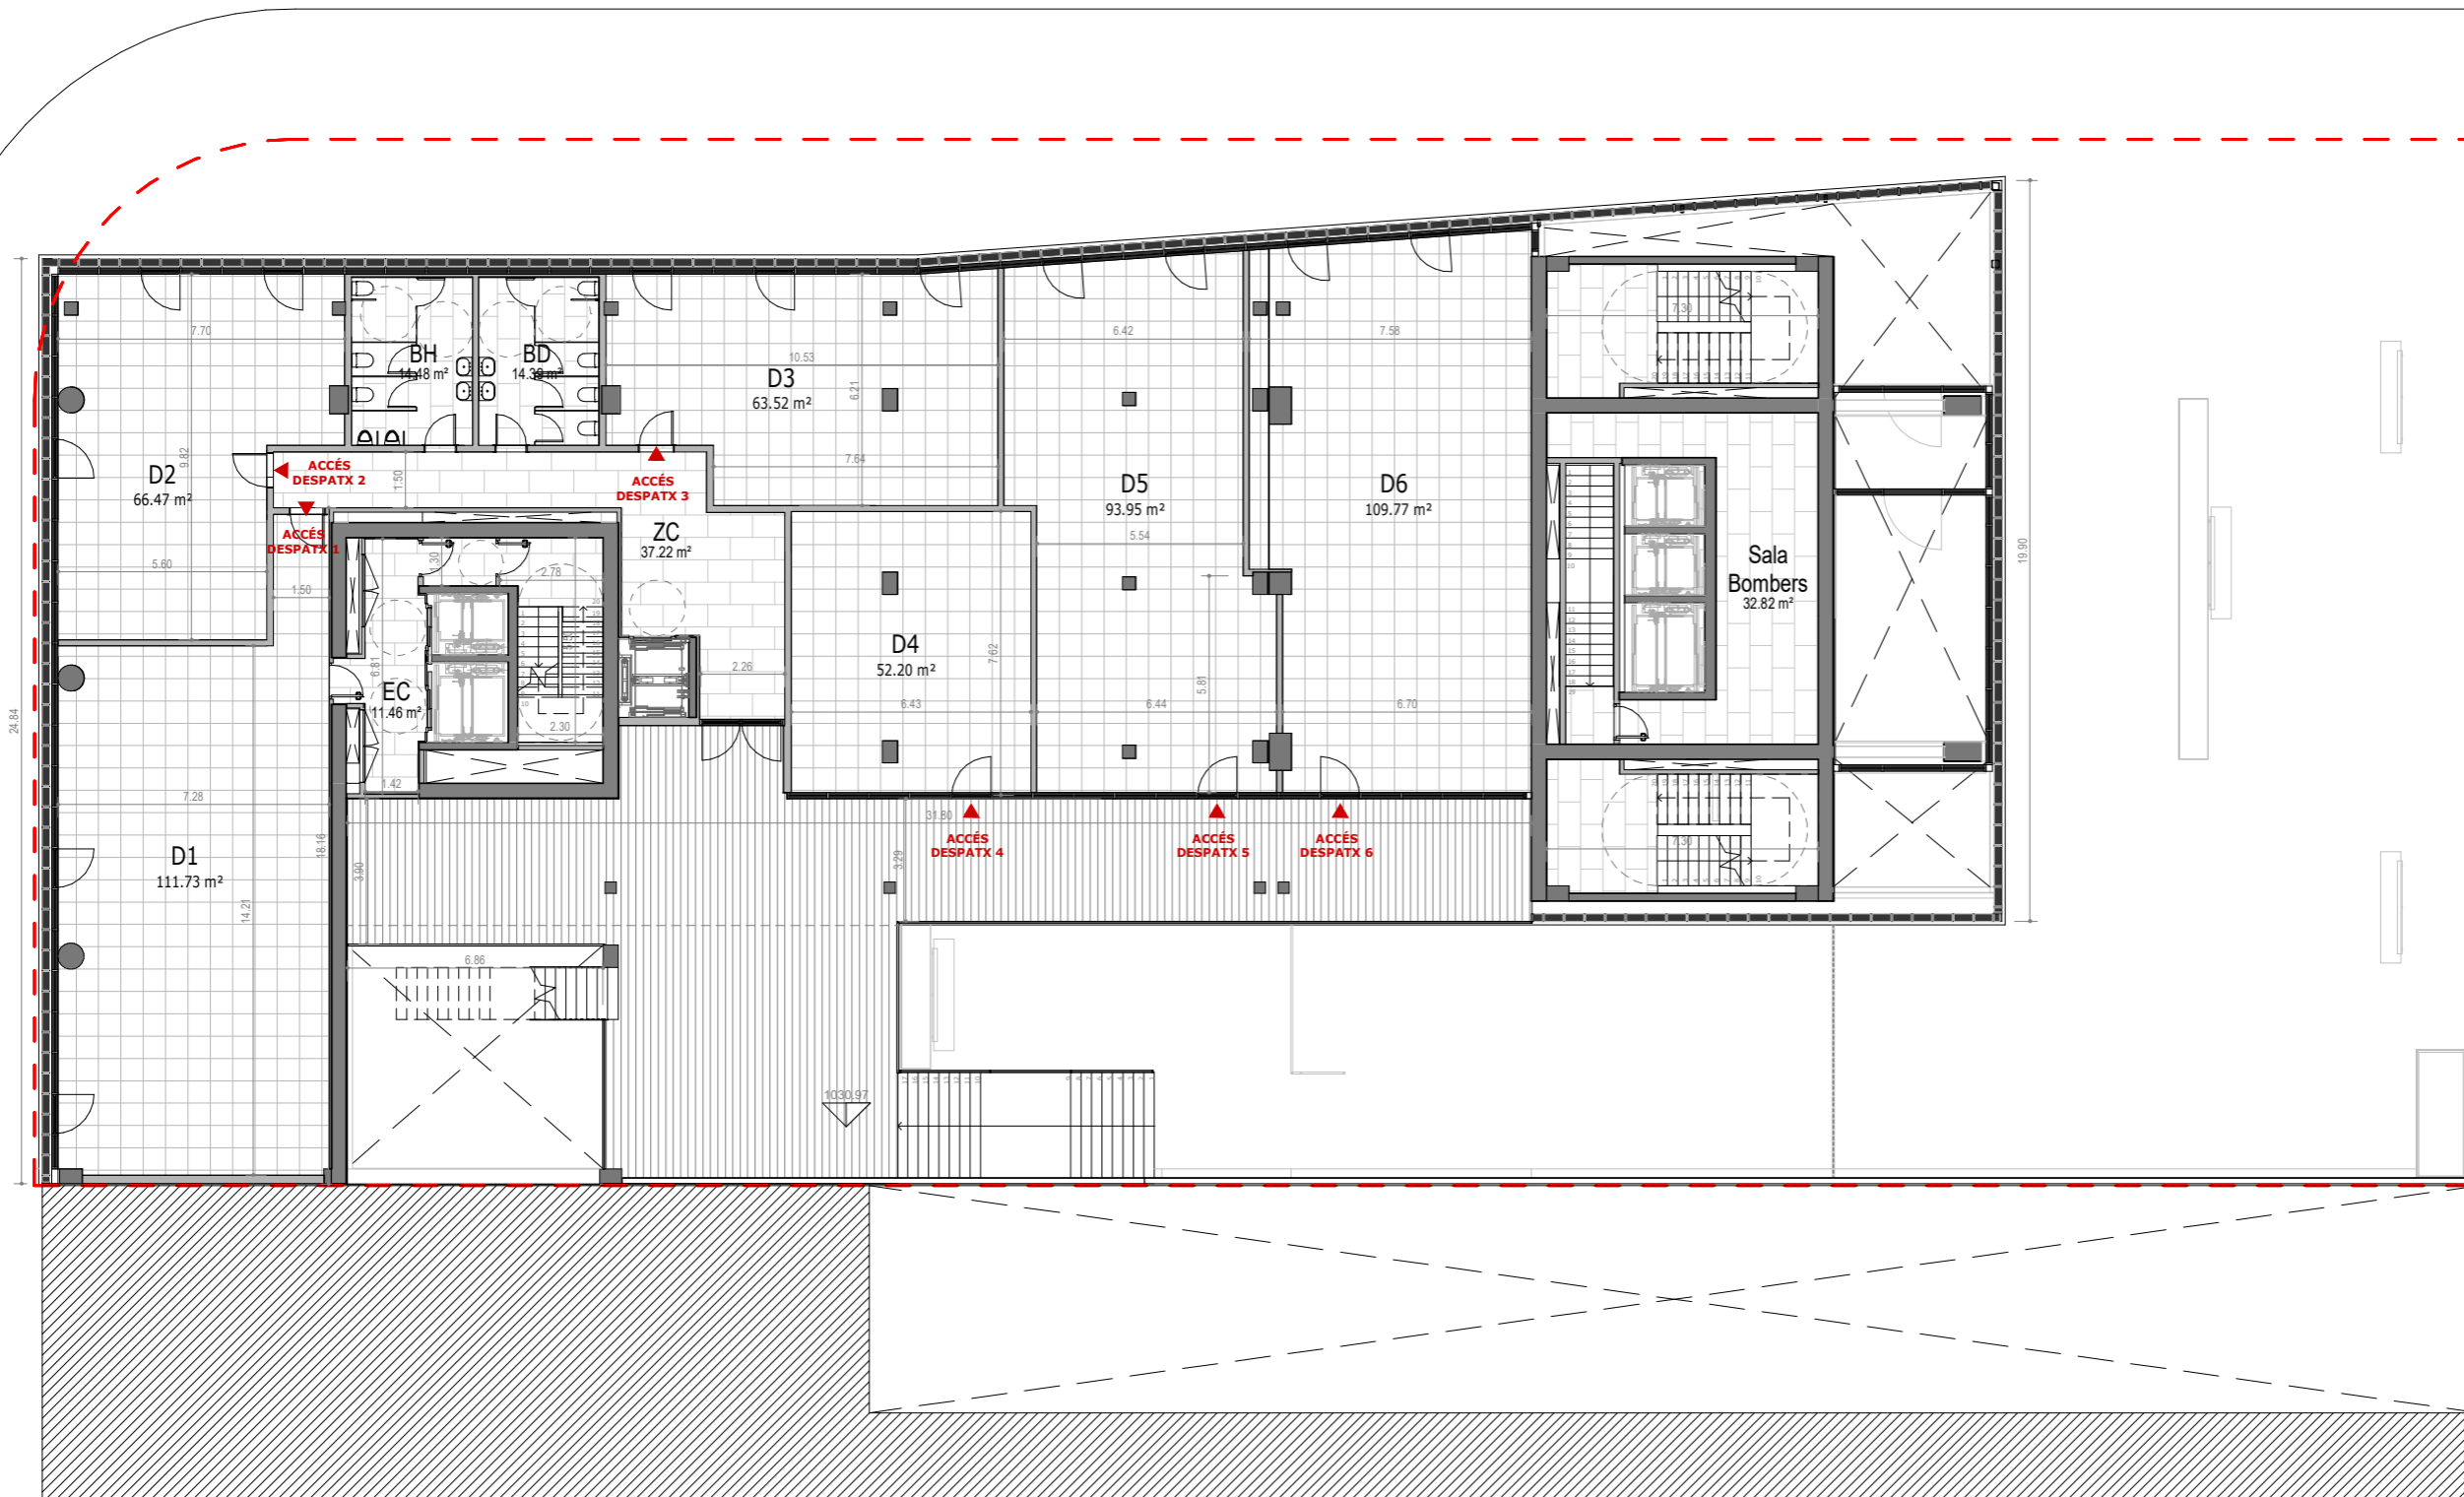 7.30
7.70
6.42
7.58
BH
14.48 m²
BD
10.53
D3
63.52 m²
6.21
9.82
D2
66.47 m²
ACCÉS
DESPATX 2
1.50
ACCÉS
DESPATX 3
7.64
D5
93.95 m²
D6
109.77 m²
ACCÉS
DESPATX 1
ZC
37.22 m²
1.30
2.78
5.54
5.60
1.50
Sala
Bombers
32.82 m²
19.90
D4
52.20 m²
7.62
6.81
2.26
5.81
EC
11.46 m²
6.43
6.44
6.70
2.30
24.84
1.42
7.28
31.80
ACCÉS
DESPATX 4
ACCÉS
DESPATX 5
ACCÉS
DESPATX 6
7.30
18.16
3.90
3.29
D1
111.73 m²
14.21
6.86
1030.97